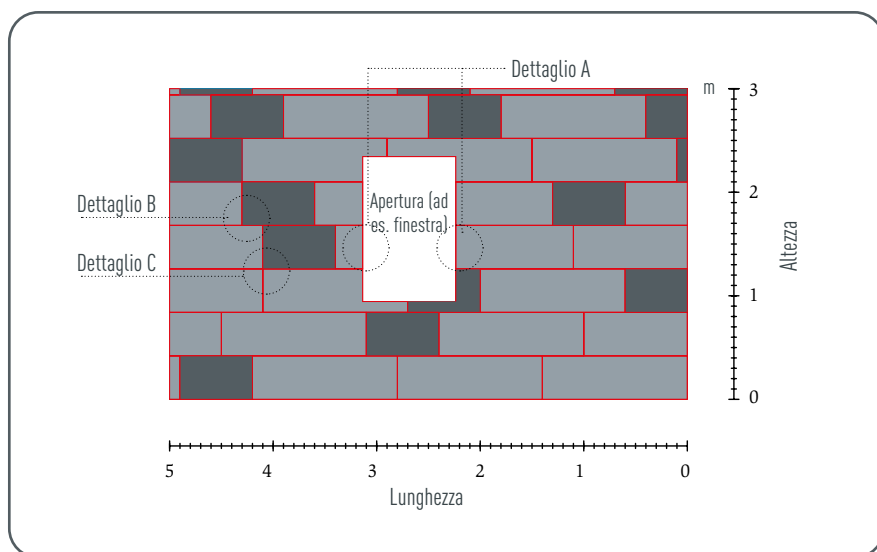 Dettaglio A
m
3
Dettaglio B
Apertura (ad
es. finestra)
2
Altezza
Dettaglio C
1
0
5 4 3 2 1 0
Lunghezza